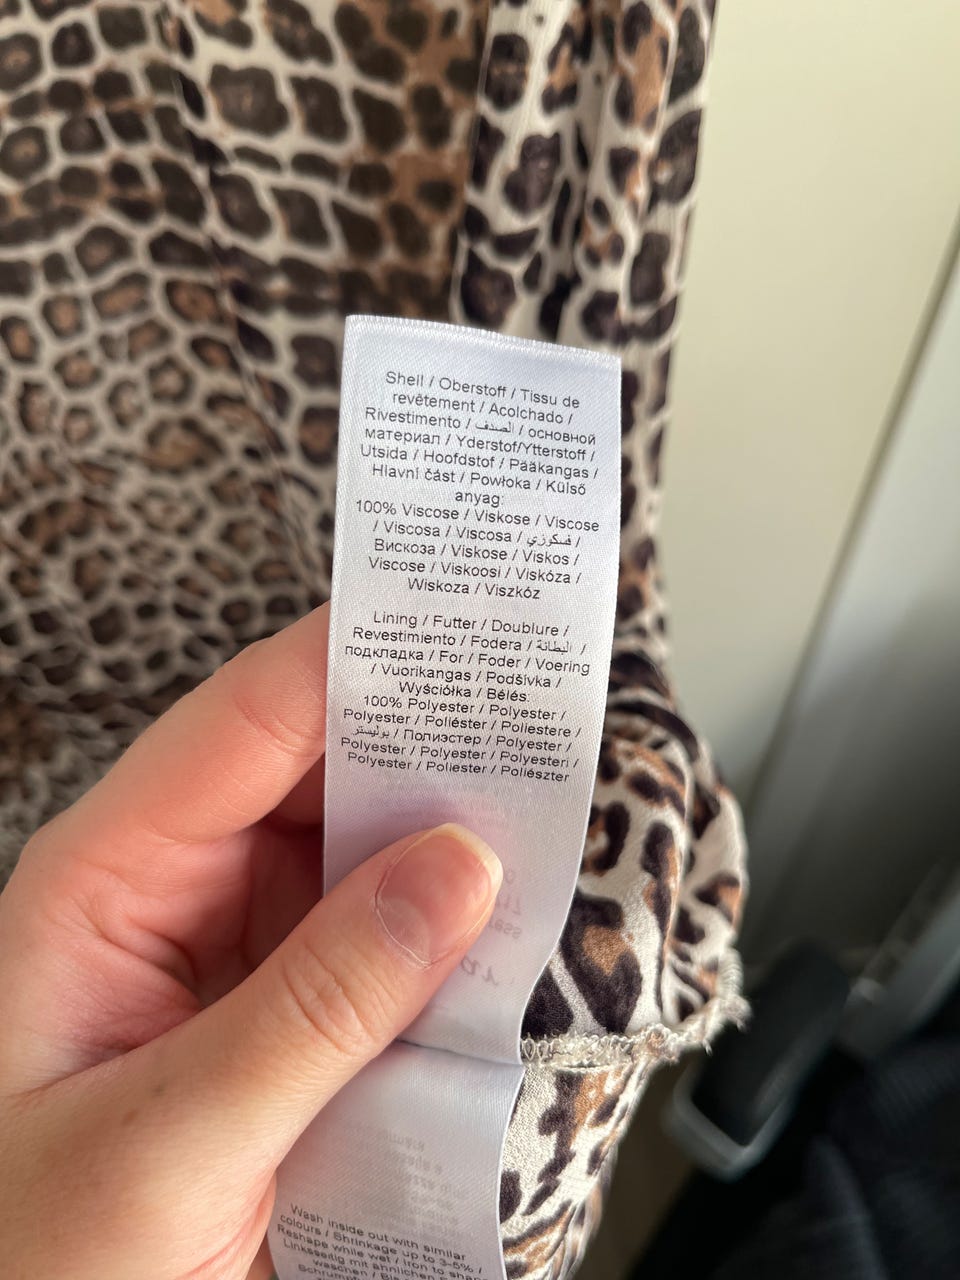 Shell / Oberstoff / Tissu de
revêtement / Acolchado /
Rivestimento / الصدف / основной
материал / Yderstof/Ytterstoff /
Utsida / Hoofdstof / Pääkangas /
Hlavní část / Powłoka / Külső
anyag:
100% Viscose / Viskose / Viscose
/ Viscosa / Viscosa / فسكوزي /
Вискоза / Viskose / Viskos /
Viscose / Viskoosi / Viskóza /
Wiskoza / Viszkóz
Lining / Futter / Doublure /
Revestimiento / Fodera / البطانة /
подкладка / For / Foder / Voering
/ Vuorikangas / Podšívka /
Wyściółka / Bélés:
100% Polyester / Polyester /
Polyester / Poliéster / Poliestere /
بوليستر / Полиэстер / Polyester /
Polyester / Polyester / Polyesteri /
Polyester / Poliester / Poliészter
Wash inside out with similar
colours / Shrinkage up to 3-5% /
Reshape while wet / Iron to shape
Linksseitig mit ähnlichen
waschen /